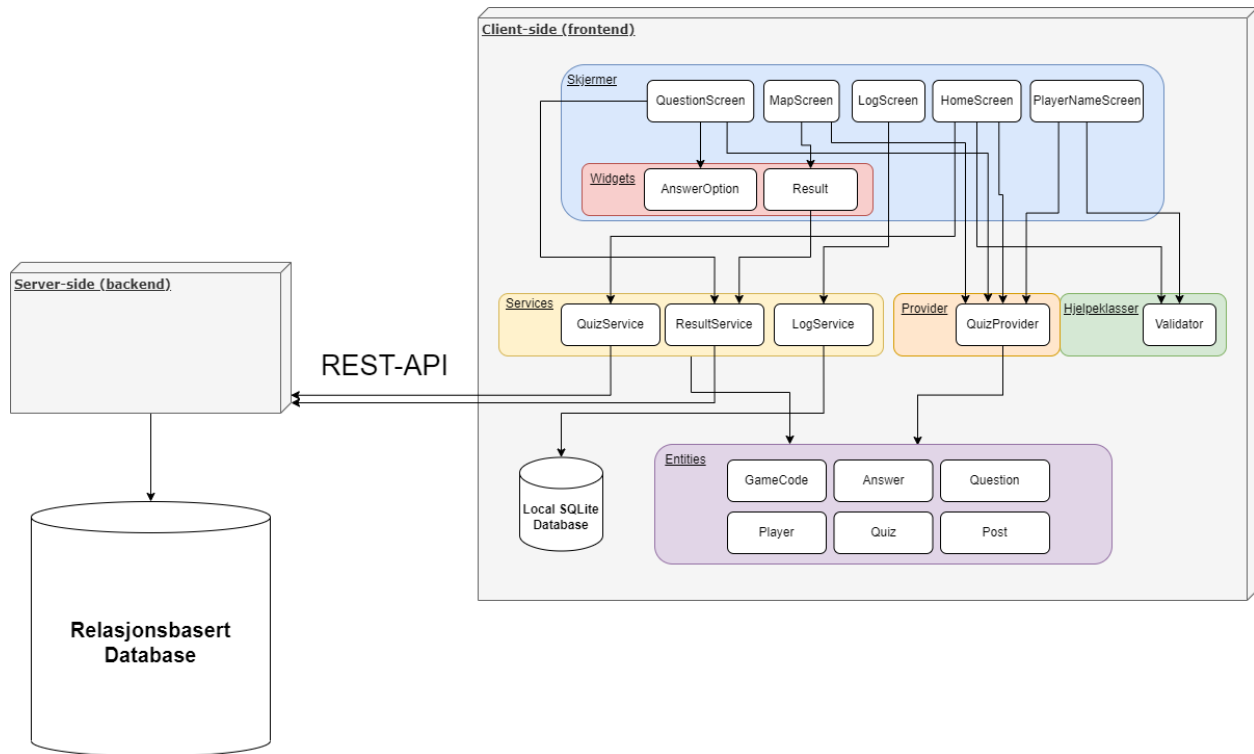 Client-side (frontend)
Skjermer
QuestionScreen
MapScreen
LogScreen
HomeScreen
PlayerNameScreen
Widgets
AnswerOption
Result
Server-side (backend)
Services
QuizService
ResultService
LogService
Provider
QuizProvider
Hjelpeklasser
Validator
REST-API
Entities
GameCode
Answer
Question
Player
Quiz
Post
Local SQLite
Database
Relasjonsbasert
Database